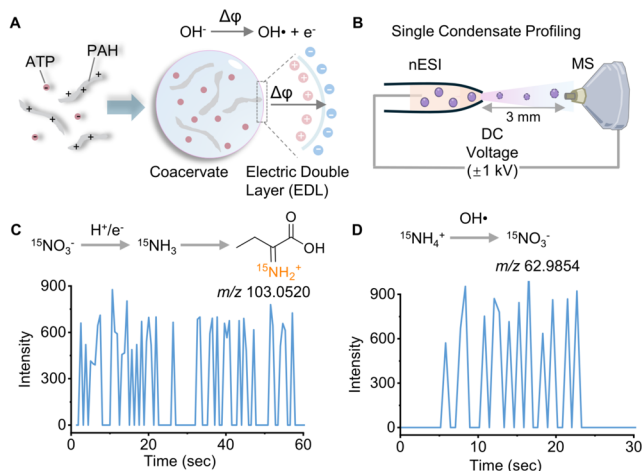 A
OH⁻ Δφ OH• + e⁻
ATP
PAH
Δφ
Coacervate
Electric Double
Layer (EDL)
B
Single Condensate Profiling
nESI
MS
3 mm
DC
Voltage
(±1 kV)
C
¹⁵NO₃⁻ H⁺/e⁻ ¹⁵NH₃
O
OH
¹⁵NH₂⁺
m/z 103.0520
Intensity
900
600
300
0
0 20 40 60
Time (sec)
D
¹⁵NH₄⁺ OH• ¹⁵NO₃⁻
m/z 62.9854
Intensity
900
600
300
0
0 10 20 30
Time (sec)